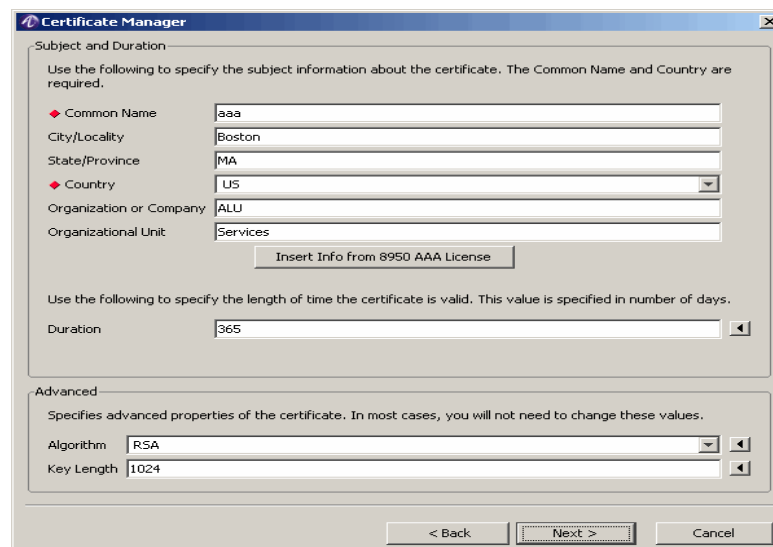 Certificate Manager
Subject and Duration
Use the following to specify the subject information about the certificate. The Common Name and Country are
required.
Common Name aaa
City/Locality Boston
State/Province MA
Country US
Organization or Company ALU
Organizational Unit Services
Insert Info from 8950 AAA License
Use the following to specify the length of time the certificate is valid. This value is specified in number of days.
Duration 365
Advanced
Specifies advanced properties of the certificate. In most cases, you will not need to change these values.
Algorithm RSA
Key Length 1024
< Back Next > Cancel